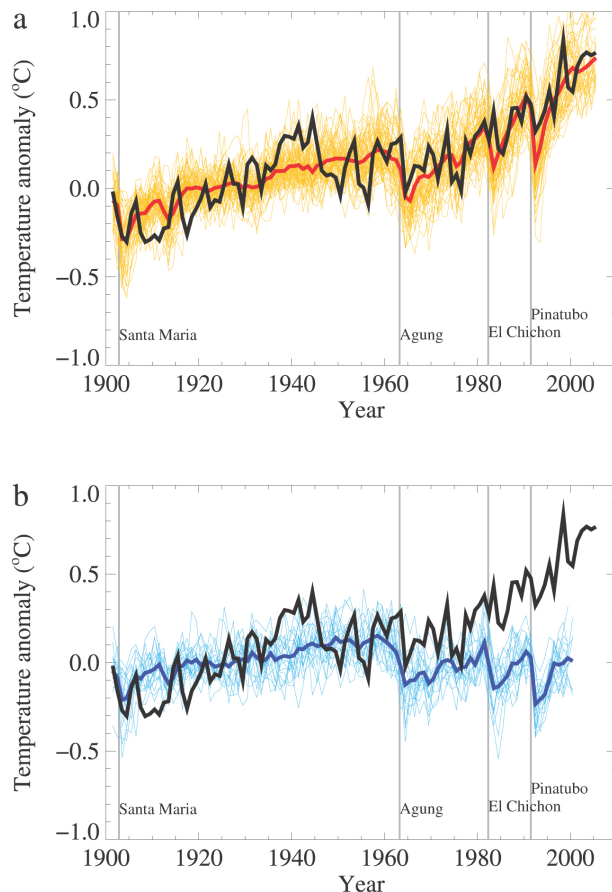 a
Temperature anomaly (°C)
1.0
0.5
0.0
−0.5
−1.0
Santa Maria
Agung
El Chichon
Pinatubo
1900 1920 1940 1960 1980 2000
Year
b
Temperature anomaly (°C)
1.0
0.5
0.0
−0.5
−1.0
Santa Maria
Agung
El Chichon
Pinatubo
1900 1920 1940 1960 1980 2000
Year